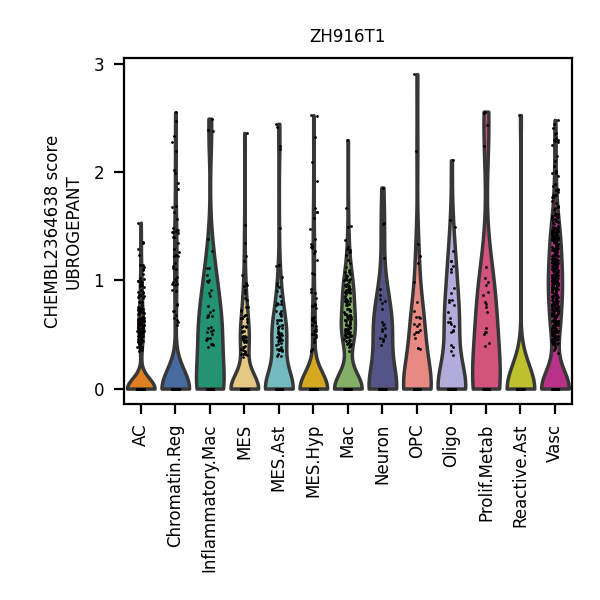 ZH916T1
CHEMBL2364638 score
UBROGEPANT
3
2
1
0
AC
Chromatin.Reg
Inflammatory.Mac
MES
MES.Ast
MES.Hyp
Mac
Neuron
OPC
Oligo
Prolif.Metab
Reactive.Ast
Vasc